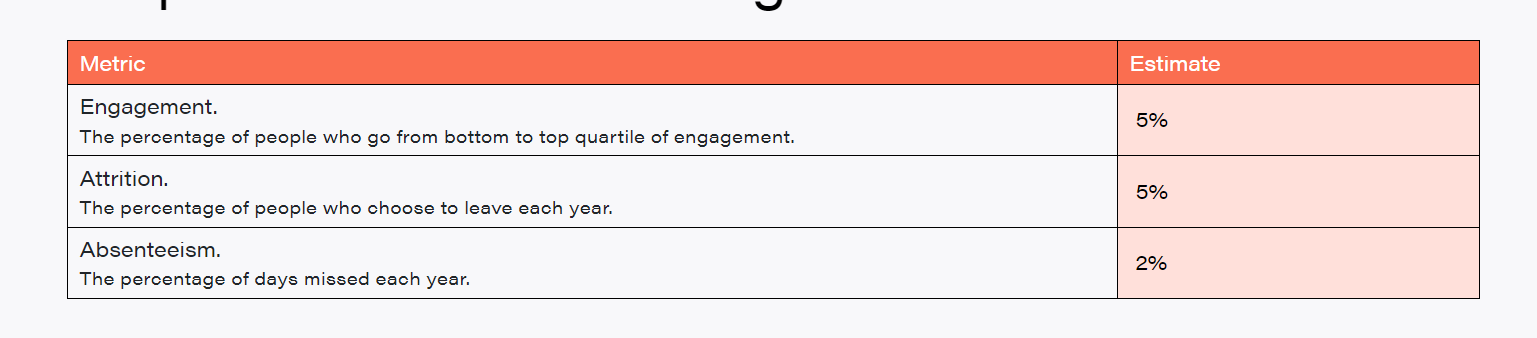 Metric
Estimate
Engagement.
The percentage of people who go from bottom to top quartile of engagement.
5%
Attrition.
The percentage of people who choose to leave each year.
5%
Absenteeism.
The percentage of days missed each year.
2%